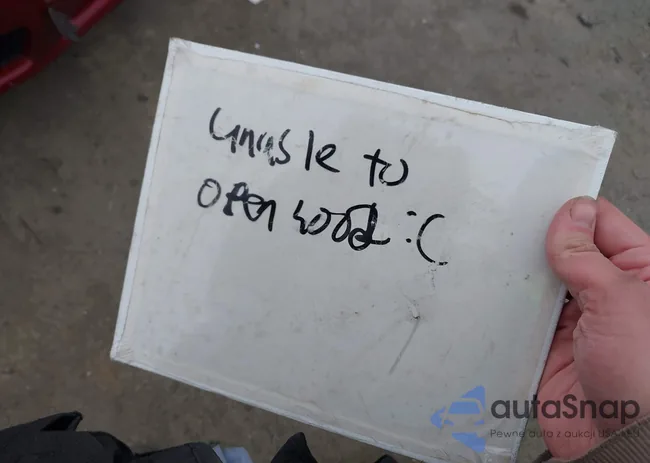 Unable to
open hood :(
autaSnap
Pewne auta z aukcji